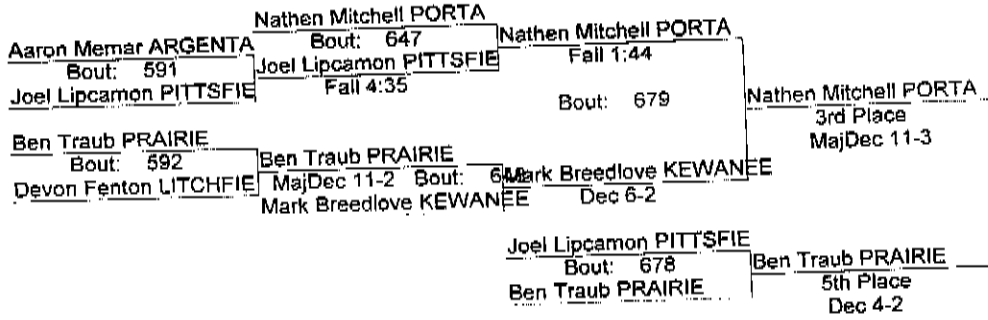 Nathen Mitchell PORTA
Aaron Memar ARGENTA
Bout: 647
Nathen Mitchell PORTA
Bout: 591
Joel Lipcamon PITTSFIE
Fall 1:44
Joel Lipcamon PITTSFIE
Fall 4:35
Bout: 679
Nathen Mitchell PORTA
3rd Place
MajDec 11-3
Ben Traub PRAIRIE
Bout: 592
Ben Traub PRAIRIE
Devon Fenton LITCHFIE
MajDec 11-2
Bout:
Mark Breedlove KEWANEE
Mark Breedlove KEWANEE
Dec 6-2
Joel Lipcamon PITTSFIE
Bout: 678
Ben Traub PRAIRIE
Ben Traub PRAIRIE
5th Place
Dec 4-2